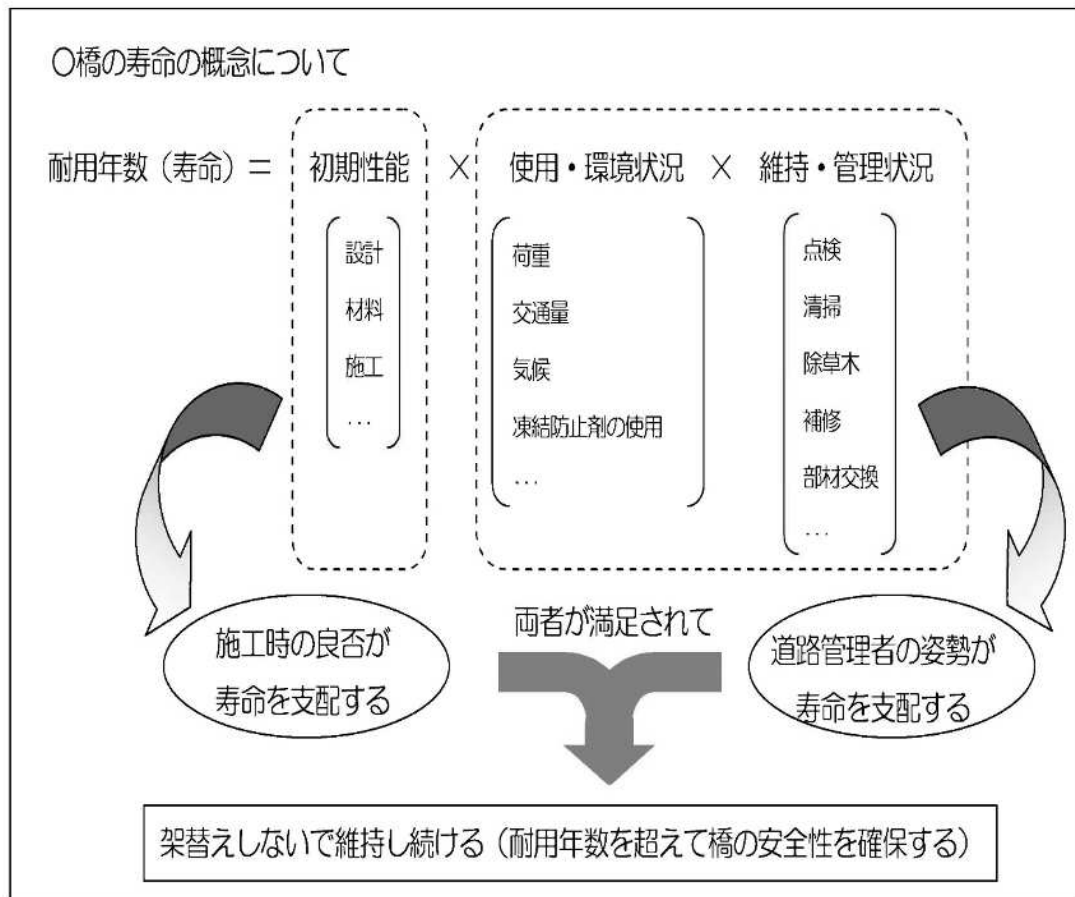 〇橋の寿命の概念について
耐用年数（寿命）＝ 初期性能 × 使用・環境状況 × 維持・管理状況
設計
材料
施工
…
荷重
交通量
気候
凍結防止剤の使用
…
点検
清掃
除草木
補修
部材交換
…
施工時の良否が
寿命を支配する
両者が満足されて
道路管理者の姿勢が
寿命を支配する
架替えしないで維持し続ける（耐用年数を超えて橋の安全性を確保する）